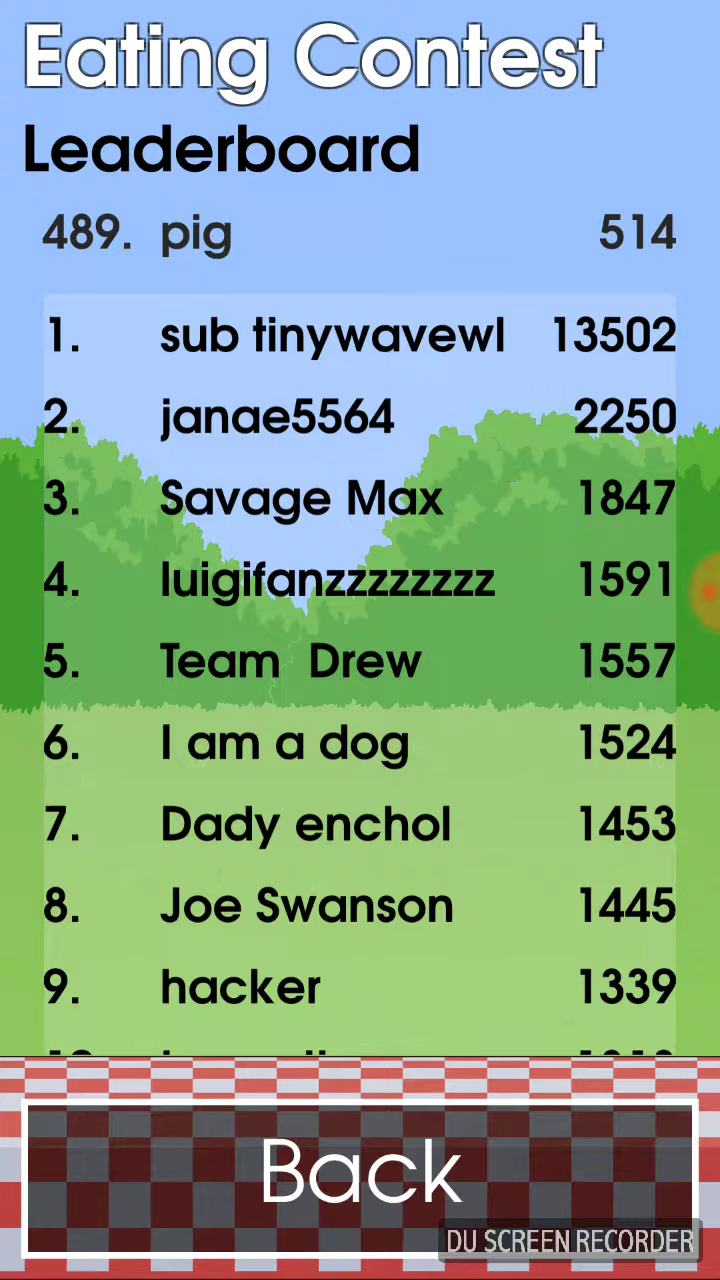 Eating Contest
Leaderboard
489. pig 514
1. sub tinywavewl 13502
2. janae5564 2250
3. Savage Max 1847
4. luigifanzzzzzzzz 1591
5. Team Drew 1557
6. I am a dog 1524
7. Dady enchol 1453
8. Joe Swanson 1445
9. hacker 1339
Back
DU SCREEN RECORDER